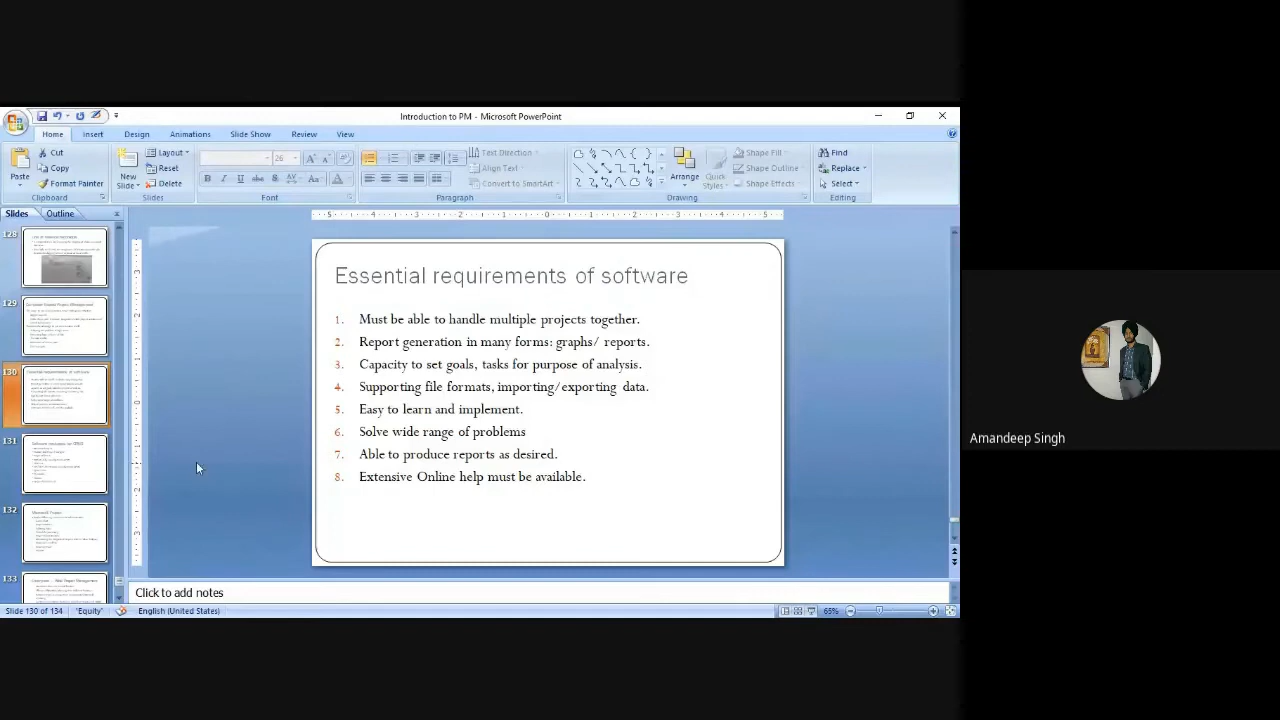 Introduction to PM - Microsoft PowerPoint
Home Insert Design Animations Slide Show Review View
Paste
Cut
Copy
Format Painter
Clipboard
New Slide
Layout
Reset
Delete
Slides
26
Font
Paragraph
Text Direction
Align Text
Convert to SmartArt
Arrange
Quick Styles
Shape Fill
Shape Outline
Shape Effects
Drawing
Find
Replace
Select
Editing
Slides Outline
129
130
131
132
133
Essential requirements of software
1. Must be able to handle multiple projects together.
2. Report generation in many forms: graphs/ reports
3. Capacity to set goals
for purpose of analysis.
4. Supporting file formats, importing/exporting data.
Easy to learn and implement.
6. Solve wide range of problems
7. Able to produce reports as desired.
8. Extensive Online help must be available.
Click to add notes
Slide 130 of 134 "Equity" English (United States) 65%
Amandeep Singh